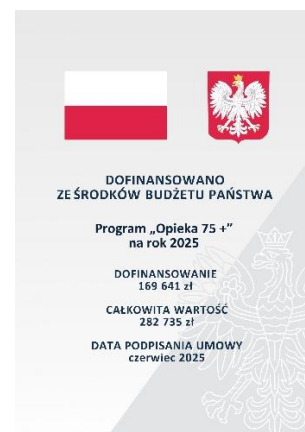 DOFINANSOWANO
ZE ŚRODKÓW BUDŻETU PAŃSTWA
Program „Opieka 75 +”
na rok 2025
DOFINANSOWANIE
169 641 zł
CAŁKOWITA WARTOŚĆ
282 735 zł
DATA PODPISANIA UMOWY
czerwiec 2025